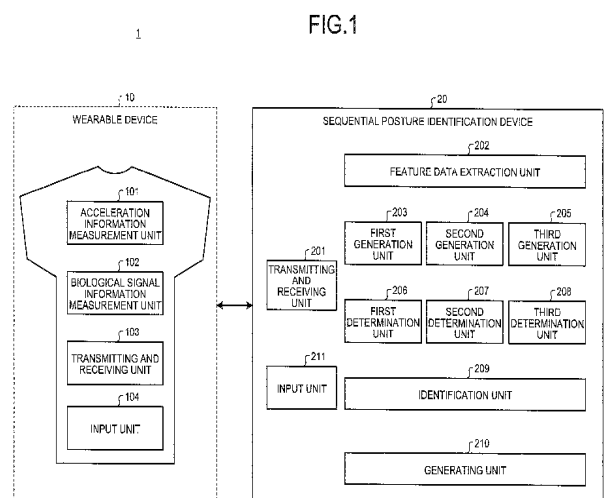 FIG.1
1
10
WEARABLE DEVICE
101
ACCELERATION
INFORMATION
MEASUREMENT UNIT
102
BIOLOGICAL SIGNAL
INFORMATION
MEASUREMENT UNIT
103
TRANSMITTING AND
RECEIVING UNIT
104
INPUT UNIT
20
SEQUENTIAL POSTURE IDENTIFICATION DEVICE
202
FEATURE DATA EXTRACTION UNIT
203
FIRST
GENERATION
UNIT
204
SECOND
GENERATION
UNIT
205
THIRD
GENERATION
UNIT
201
TRANSMITTING
AND
RECEIVING
UNIT
206
FIRST
DETERMINATION
UNIT
207
SECOND
DETERMINATION
UNIT
208
THIRD
DETERMINATION
UNIT
211
INPUT UNIT
209
IDENTIFICATION UNIT
210
GENERATING UNIT